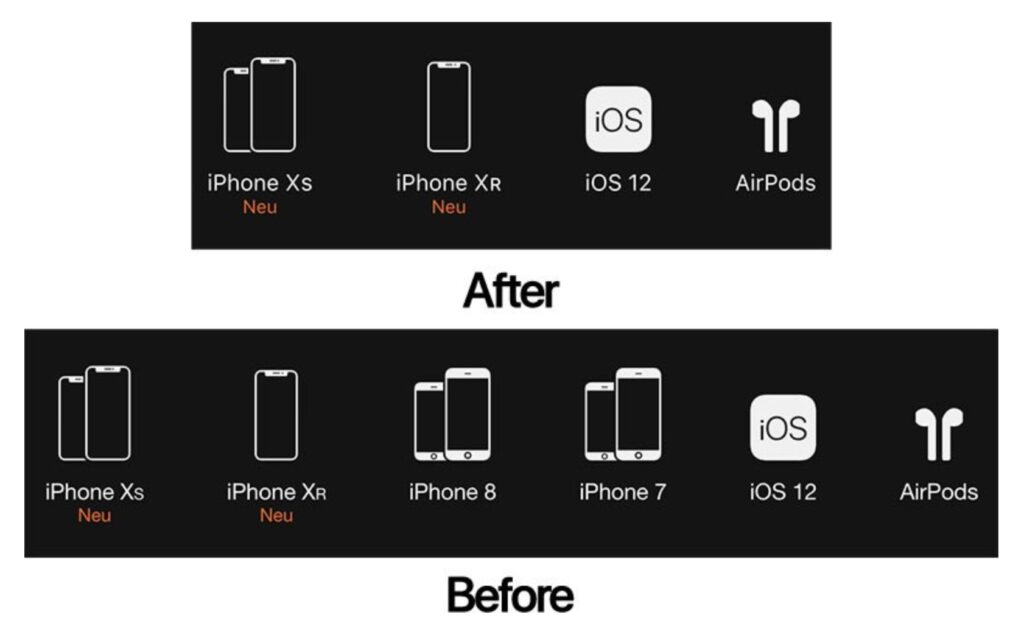 iOS
iPhone Xs iPhone XR iOS 12 AirPods
Neu Neu
After
iOS
iPhone Xs iPhone XR iPhone 8 iPhone 7 iOS 12 AirPods
Neu Neu
Before